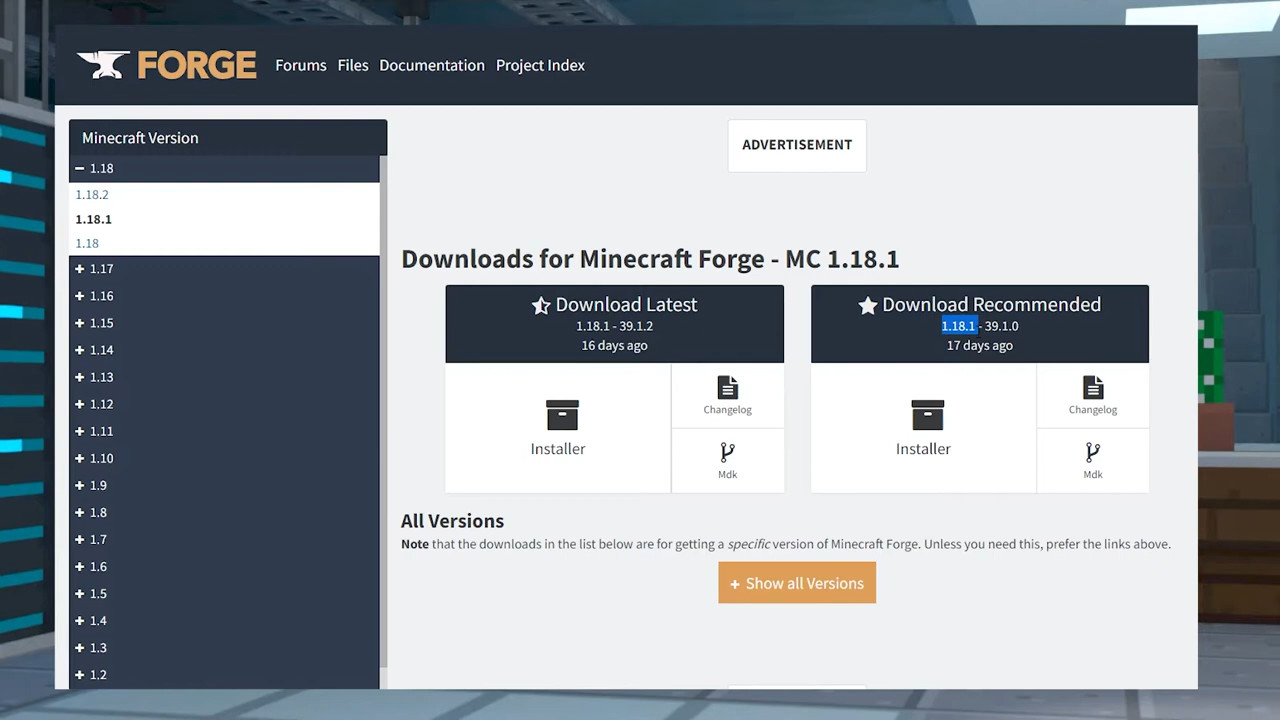 FORGE
Forums Files Documentation Project Index
Minecraft Version
1.18
1.18.2
1.18.1
1.18
1.17
1.16
1.15
1.14
1.13
1.12
1.11
1.10
1.9
1.8
1.7
1.6
1.5
1.4
1.3
1.2
ADVERTISEMENT
Downloads for Minecraft Forge - MC 1.18.1
Download Latest
1.18.1 - 39.1.2
16 days ago
Installer
Changelog
Mdk
Download Recommended
1.18.1 - 39.1.0
17 days ago
Installer
Changelog
Mdk
All Versions
Note that the downloads in the list below are for getting a specific version of Minecraft Forge. Unless you need this, prefer the links above.
+ Show all Versions